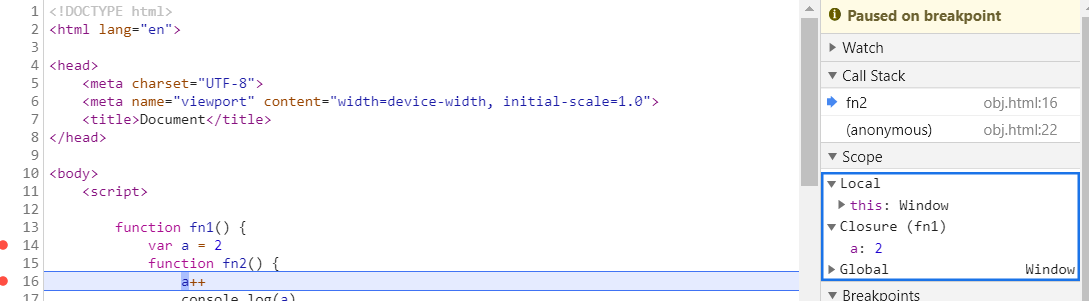 1 <!DOCTYPE html>
2 <html lang="en">
3
4 <head>
5 <meta charset="UTF-8">
6 <meta name="viewport" content="width=device-width, initial-scale=1.0">
7 <title>Document</title>
8 </head>
9
10 <body>
11 <script>
12
13 function fn1() {
14 var a = 2
15 function fn2() {
16 a++
17 console.log(a)
Paused on breakpoint
Watch
Call Stack
fn2 obj.html:16
(anonymous) obj.html:22
Scope
Local
this: Window
Closure (fn1)
a: 2
Global Window
Breakpoints